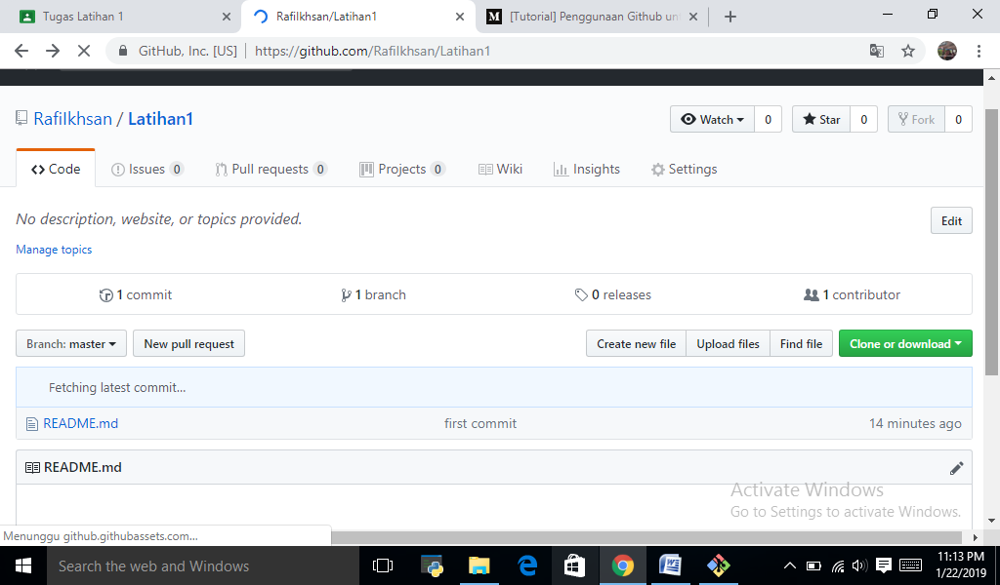 Tugas Latihan 1
RafiIkhsan/Latihan1
[Tutorial] Penggunaan Github un
GitHub, Inc. [US] | https://github.com/RafiIkhsan/Latihan1
RafiIkhsan / Latihan1
Watch 0 Star 0 Fork 0
Code Issues 0 Pull requests 0 Projects 0 Wiki Insights Settings
No description, website, or topics provided.
Edit
Manage topics
1 commit 1 branch 0 releases 1 contributor
Branch: master New pull request Create new file Upload files Find file Clone or download
Fetching latest commit...
README.md first commit 14 minutes ago
README.md
Activate Windows
Go to Settings to activate Windows.
Menunggu github.githubassets.com...
Search the web and Windows
11:13 PM
1/22/2019